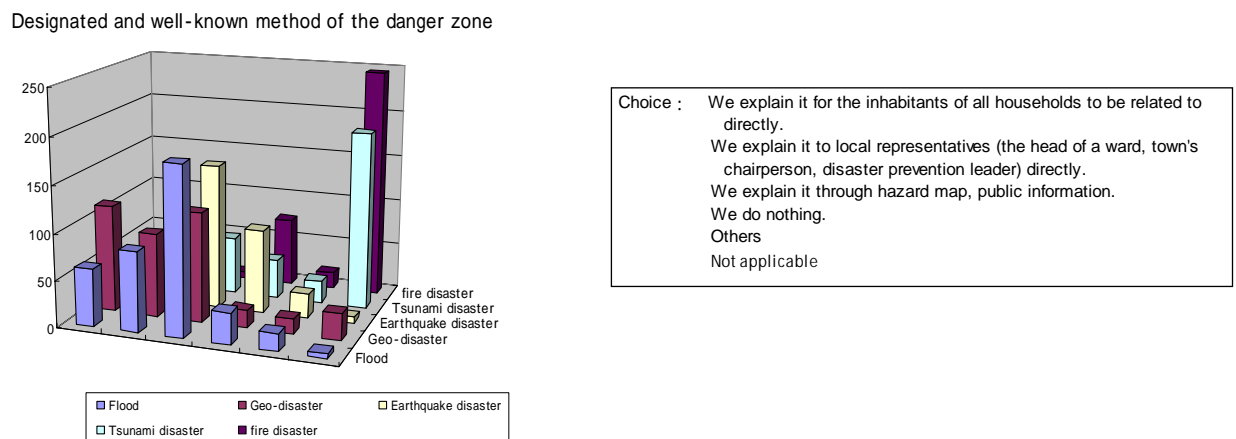 Designated and well-known method of the danger zone
250
200
150
100
50
0
fire disaster
Tsunami disaster
Earthquake disaster
Geo-disaster
Flood
Flood Geo-disaster Earthquake disaster
Tsunami disaster fire disaster
Choice : We explain it for the inhabitants of all households to be related to
directly.
We explain it to local representatives (the head of a ward, town's
chairperson, disaster prevention leader) directly.
We explain it through hazard map, public information.
We do nothing.
Others
Not applicable